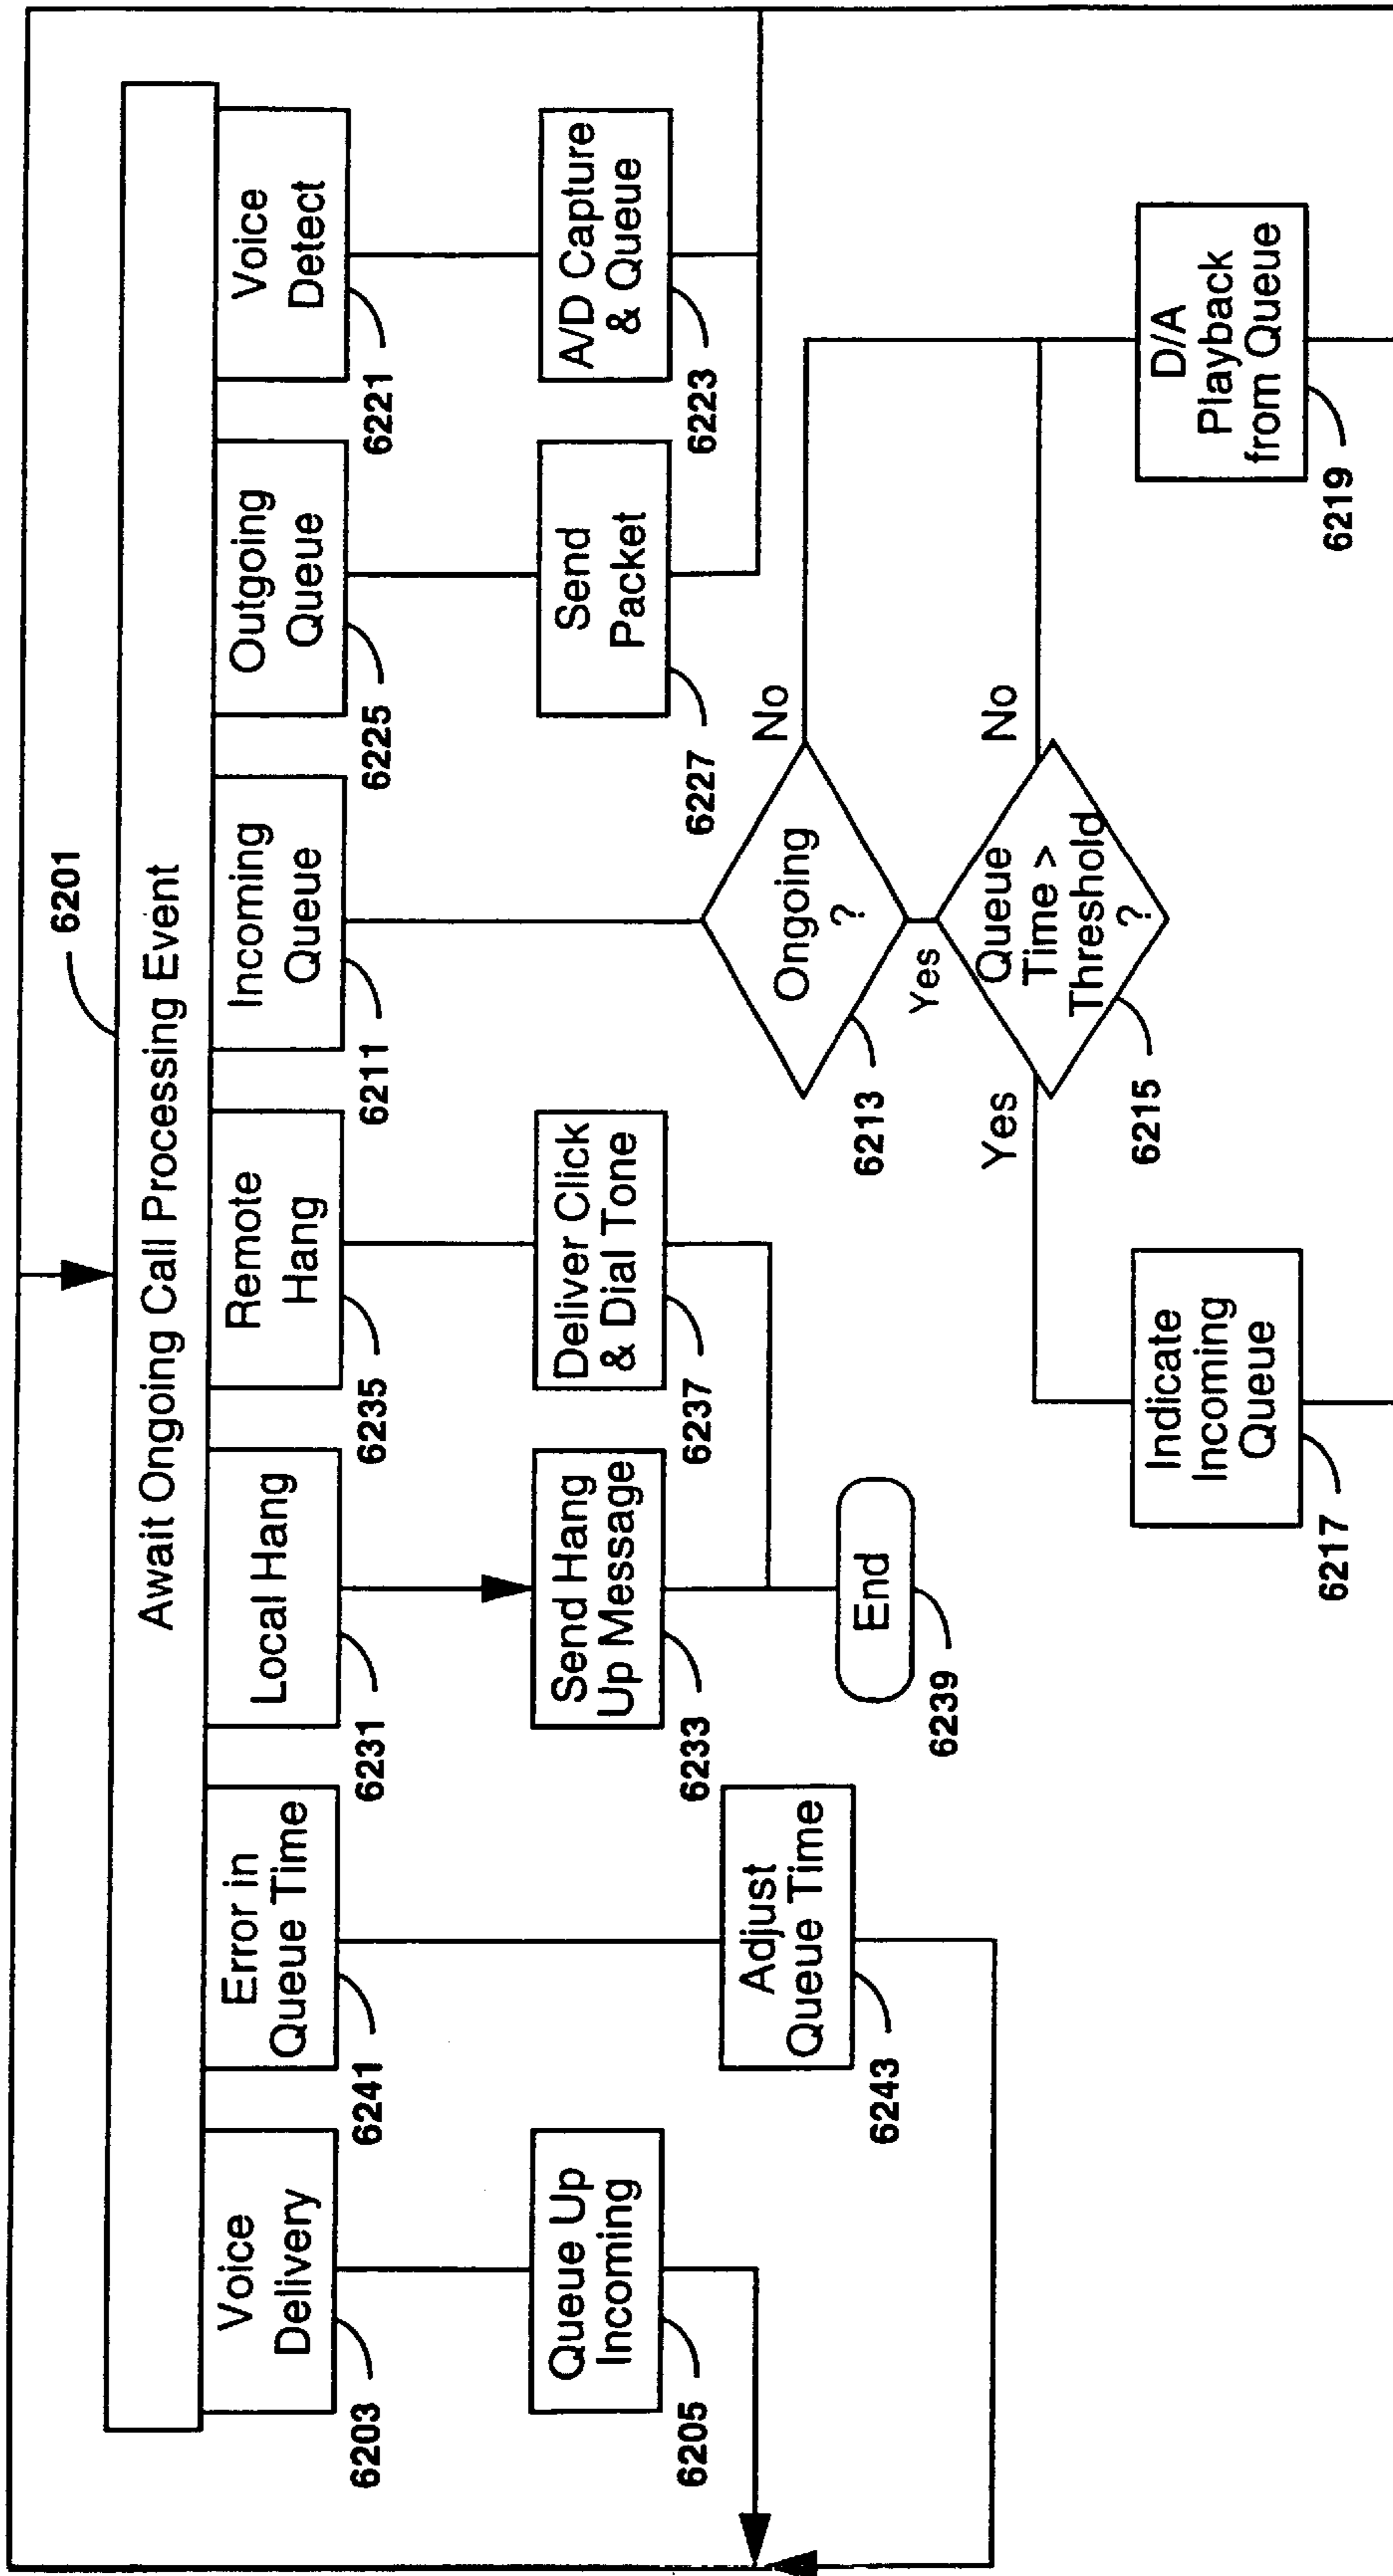 6201
Await Ongoing Call Processing Event
Voice
Delivery
6203
Error in
Queue Time
6241
Local Hang
6231
Remote
Hang
6235
Incoming
Queue
6211
Outgoing
Queue
6225
Voice
Detect
6221
Queue Up
Incoming
6205
Send Hang
Up Message
6233
Deliver Click
& Dial Tone
6237
Send
Packet
6227
A/D Capture
& Queue
6223
Adjust
Queue Time
6243
End
6239
Ongoing
?
6213
No
Yes
Queue
Time >
Threshold
?
6215
Yes
No
Indicate
Incoming
Queue
6217
D/A
Playback
from Queue
6219